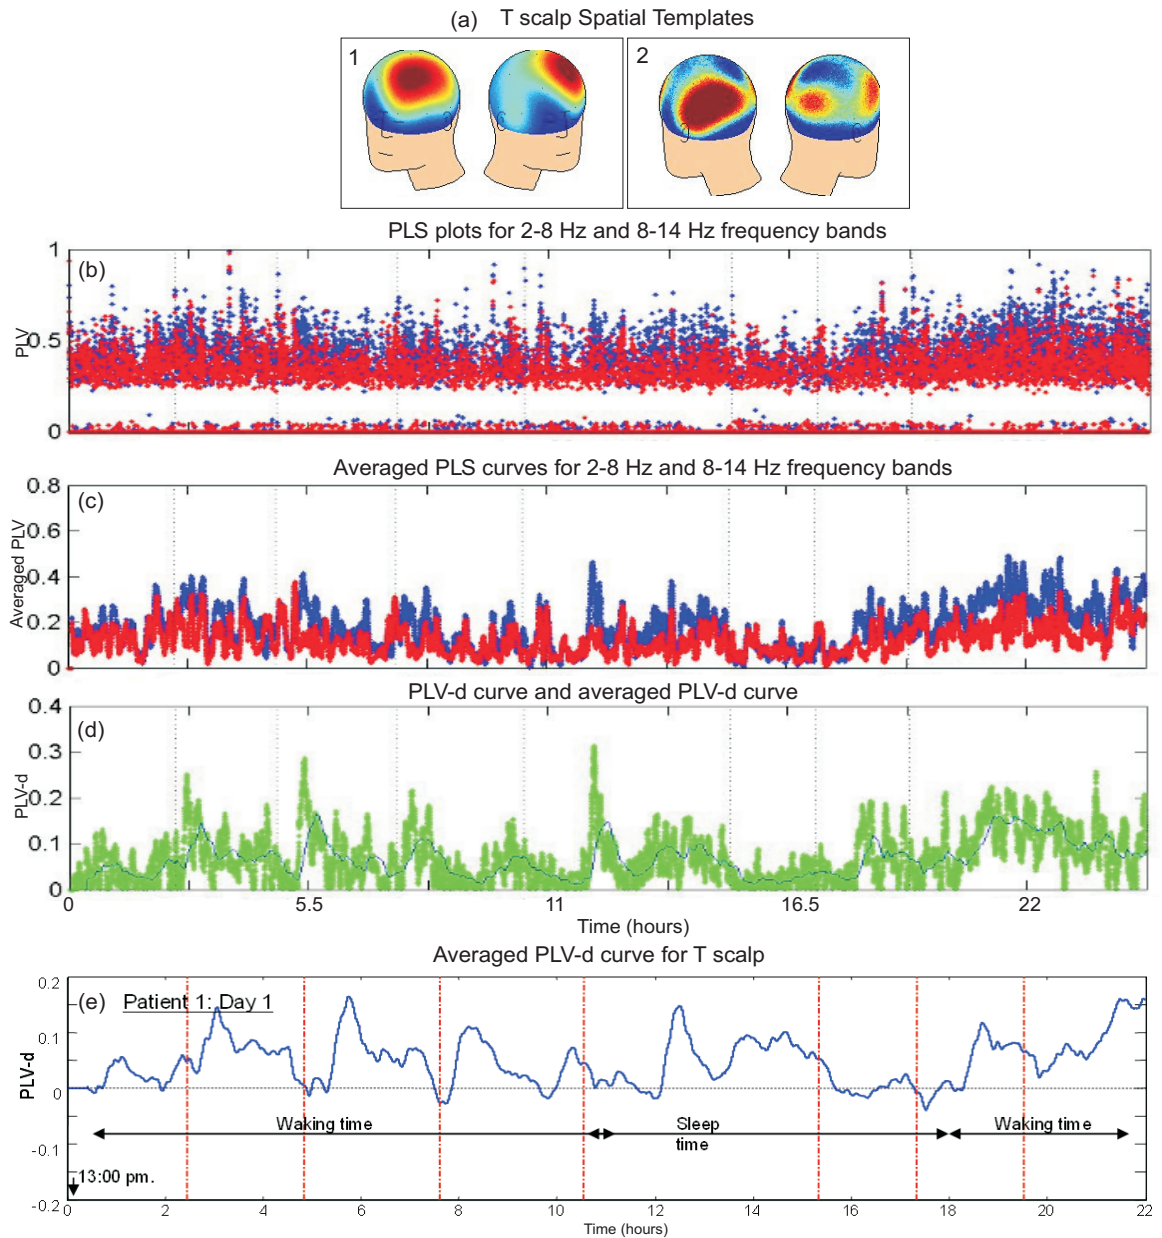 (a) T scalp Spatial Templates
1
2
PLS plots for 2-8 Hz and 8-14 Hz frequency bands
(b)
PLV
1
0.5
0
Averaged PLS curves for 2-8 Hz and 8-14 Hz frequency bands
(c)
Averaged PLV
0.8
0.6
0.4
0.2
0
PLV-d curve and averaged PLV-d curve
(d)
PLV-d
0.4
0.3
0.2
0.1
0
0 5.5 11 16.5 22
Time (hours)
Averaged PLV-d curve for T scalp
(e) Patient 1: Day 1
PLV-d
0.2
0.1
0
-0.1
-0.2
Waking time
Sleep
time
Waking time
13:00 pm.
0 2 4 6 8 10 12 14 16 18 20 22
Time (hours)